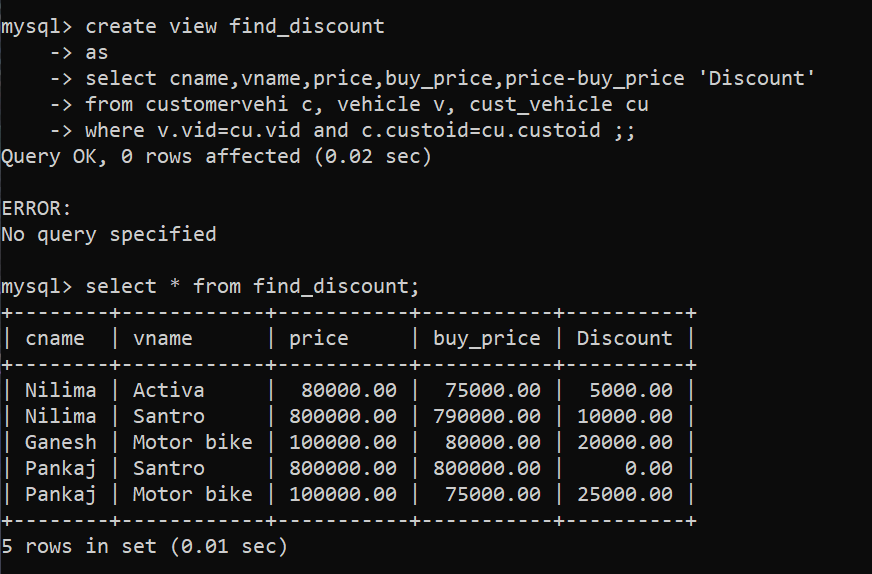 mysql> create view find_discount
    -> as
    -> select cname,vname,price,buy_price,price-buy_price 'Discount'
    -> from customervehi c, vehicle v, cust_vehicle cu
    -> where v.vid=cu.vid and c.custoid=cu.custoid ;;
Query OK, 0 rows affected (0.02 sec)

ERROR:
No query specified

mysql> select * from find_discount;
+--------+------------+-----------+-----------+----------+
| cname  | vname      | price     | buy_price | Discount |
+--------+------------+-----------+-----------+----------+
| Nilima | Activa     |  80000.00 |  75000.00 |  5000.00 |
| Nilima | Santro     | 800000.00 | 790000.00 | 10000.00 |
| Ganesh | Motor bike | 100000.00 |  80000.00 | 20000.00 |
| Pankaj | Santro     | 800000.00 | 800000.00 |     0.00 |
| Pankaj | Motor bike | 100000.00 |  75000.00 | 25000.00 |
+--------+------------+-----------+-----------+----------+
5 rows in set (0.01 sec)